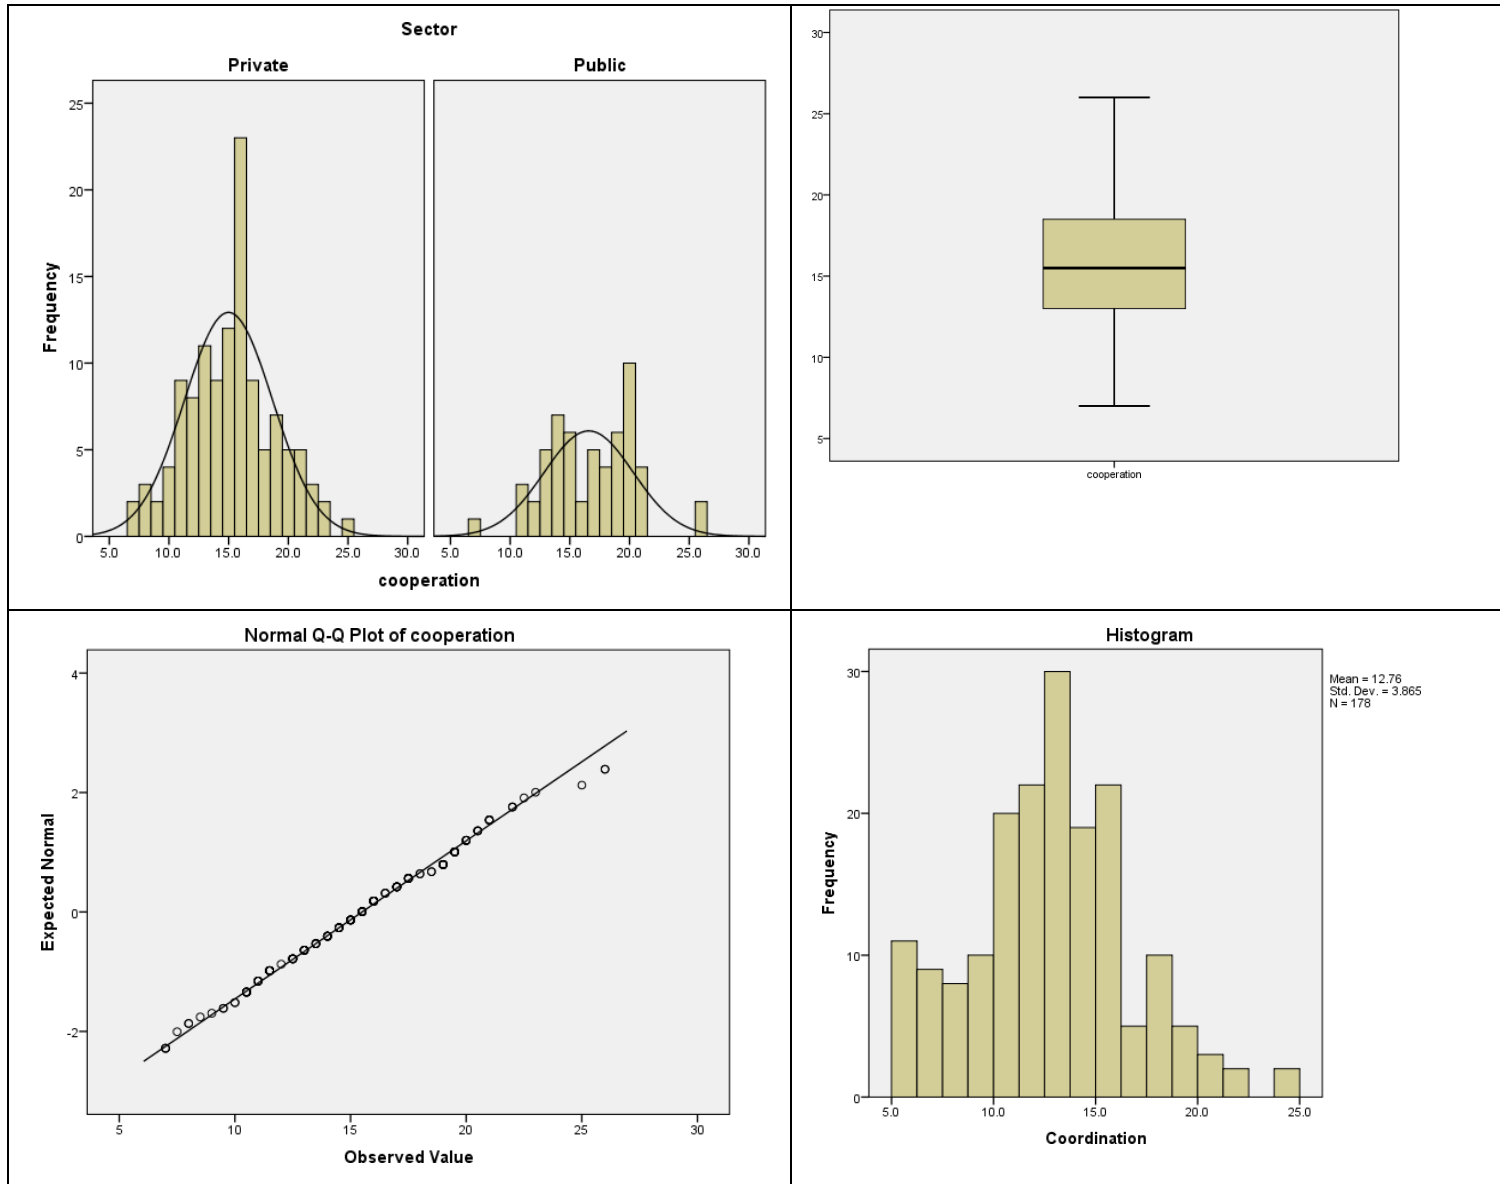 Sector
Private
Public
25
20
15
10
5
0
Frequency
5.0 10.0 15.0 20.0 25.0 30.0
5.0 10.0 15.0 20.0 25.0 30.0
cooperation
30
25
20
15
10
5
cooperation
Normal Q-Q Plot of cooperation
4
2
0
-2
Expected Normal
5 10 15 20 25 30
Observed Value
Histogram
30
20
10
0
Frequency
5.0 10.0 15.0 20.0 25.0
Coordination
Mean = 12.76
Std. Dev. = 3.865
N = 178